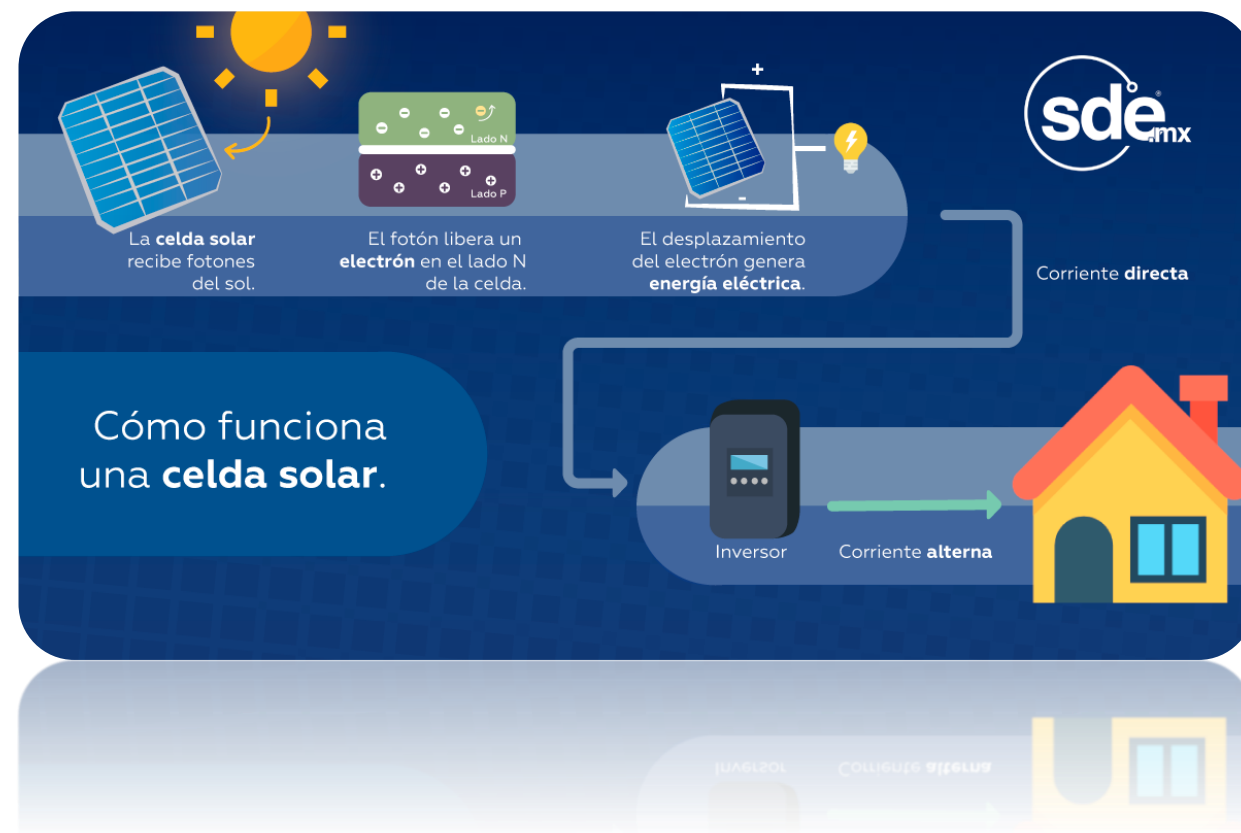 sde.mx
Lado N
Lado P
+
-
La celda solar
recibe fotones
del sol.
El fotón libera un
electrón en el lado N
de la celda.
El desplazamiento
del electrón genera
energía eléctrica.
Corriente directa
Cómo funciona
una celda solar.
Inversor
Corriente alterna